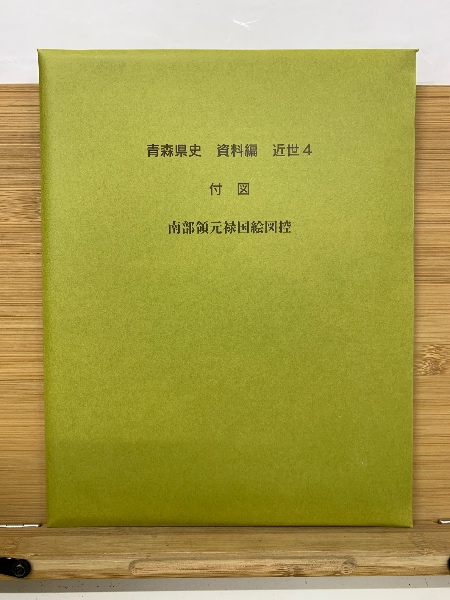 青森県史　資料編　近世4
付　図
南部領元禄国絵図控